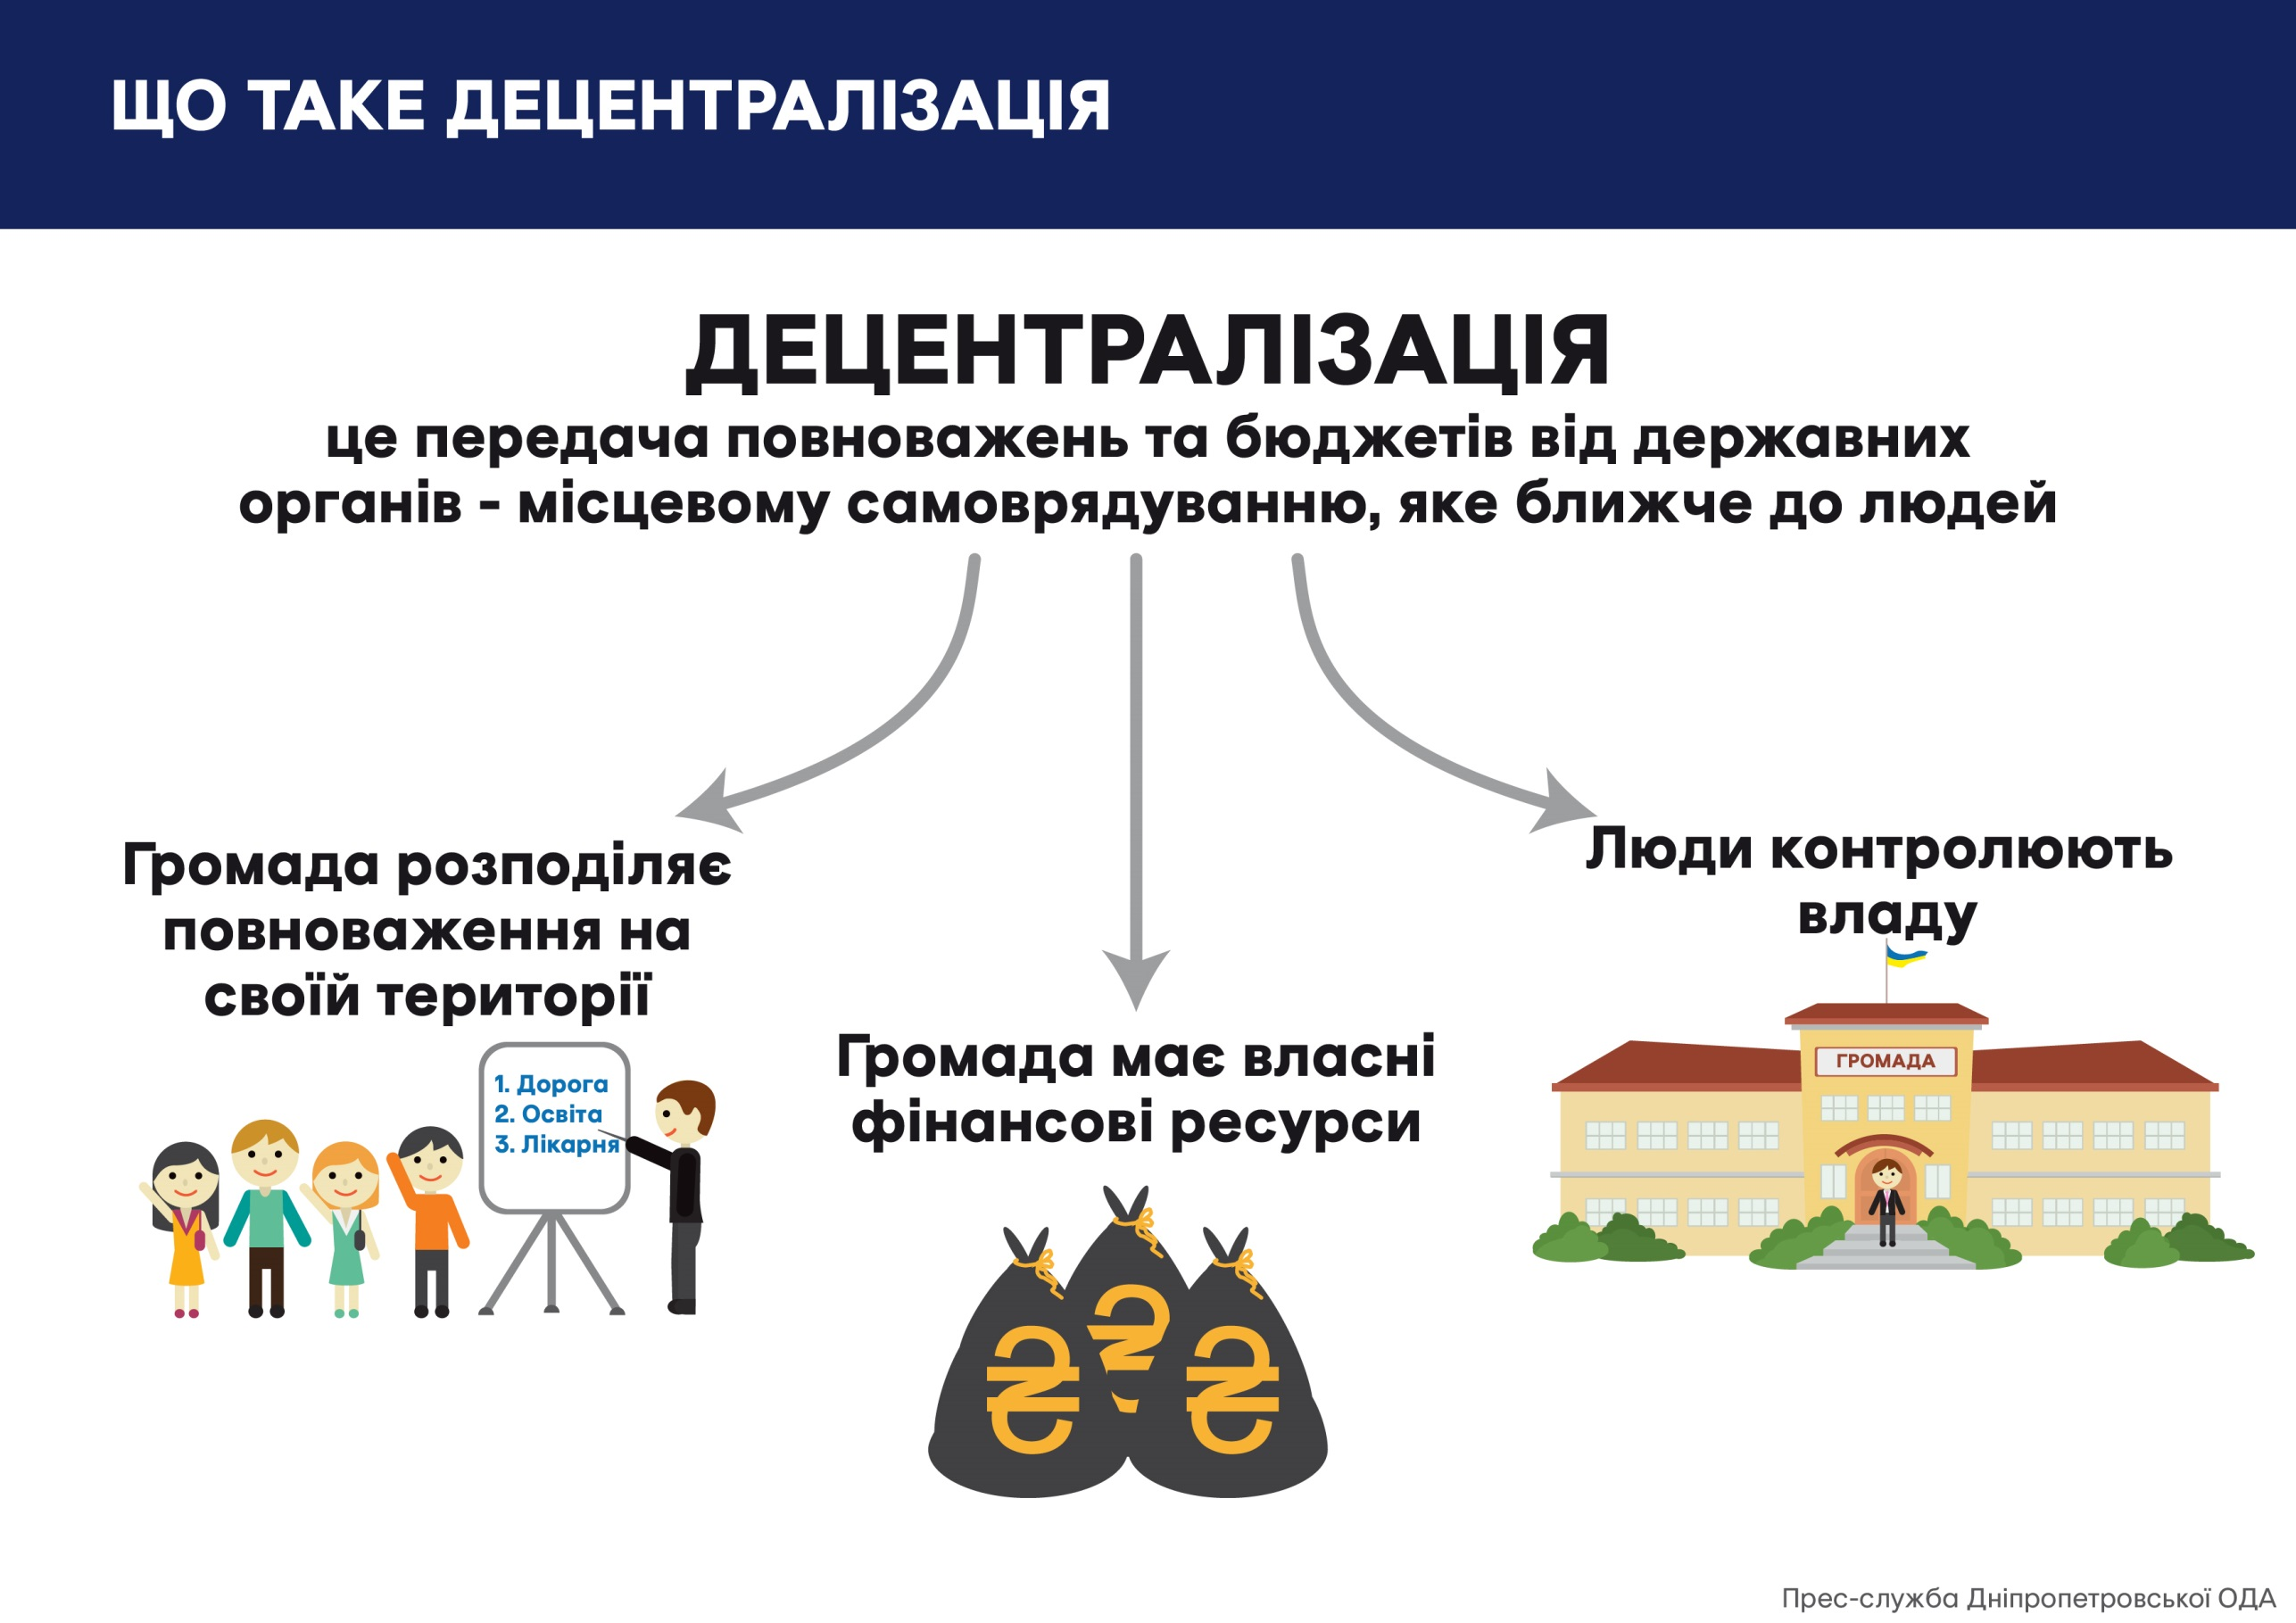 ЩО ТАКЕ ДЕЦЕНТРАЛІЗАЦІЯ
ДЕЦЕНТРАЛІЗАЦІЯ
це передача повноважень та бюджетів від державних
органів - місцевому самоврядуванню, яке ближче до людей
Громада розподіляє
повноваження на
своїй території
1. Дорога
2. Освіта
3. Лікарня
Громада має власні
фінансові ресурси
₴ ₴ ₴
Люди контролюють
владу
ГРОМАДА
Прес-служба Дніпропетровської ОДА